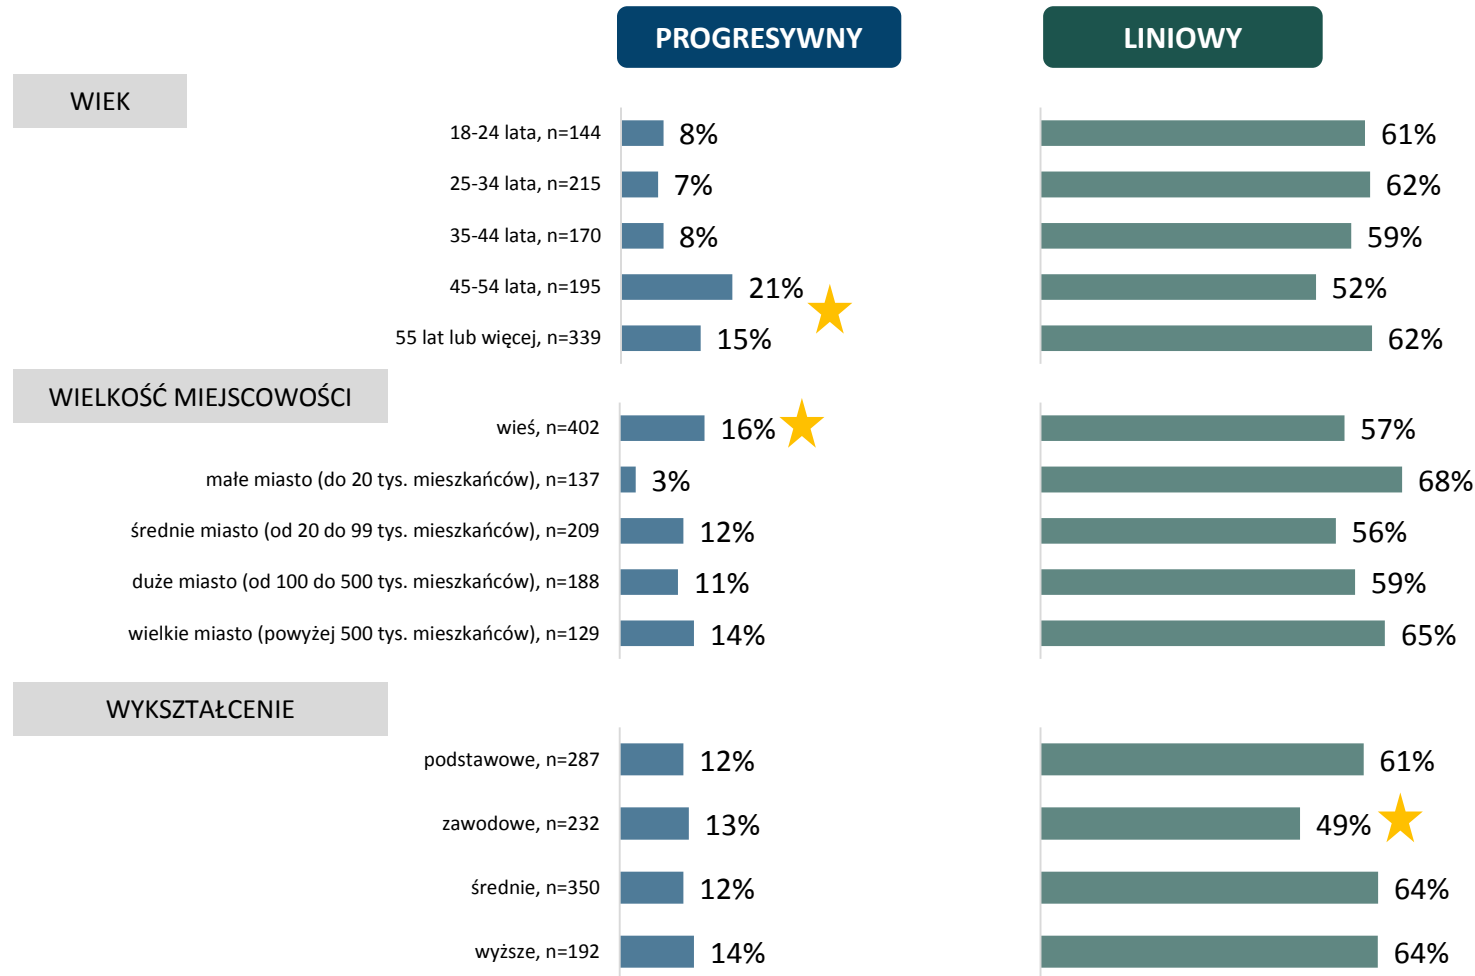 PROGRESYWNY
LINIOWY
WIEK
18-24 lata, n=144 8% 61%
25-34 lata, n=215 7% 62%
35-44 lata, n=170 8% 59%
45-54 lata, n=195 21% 52%
55 lat lub więcej, n=339 15% 62%
WIELKOŚĆ MIEJSCOWOŚCI
wieś, n=402 16% 57%
małe miasto (do 20 tys. mieszkańców), n=137 3% 68%
średnie miasto (od 20 do 99 tys. mieszkańców), n=209 12% 56%
duże miasto (od 100 do 500 tys. mieszkańców), n=188 11% 59%
wielkie miasto (powyżej 500 tys. mieszkańców), n=129 14% 65%
WYKSZTAŁCENIE
podstawowe, n=287 12% 61%
zawodowe, n=232 13% 49%
średnie, n=350 12% 64%
wyższe, n=192 14% 64%